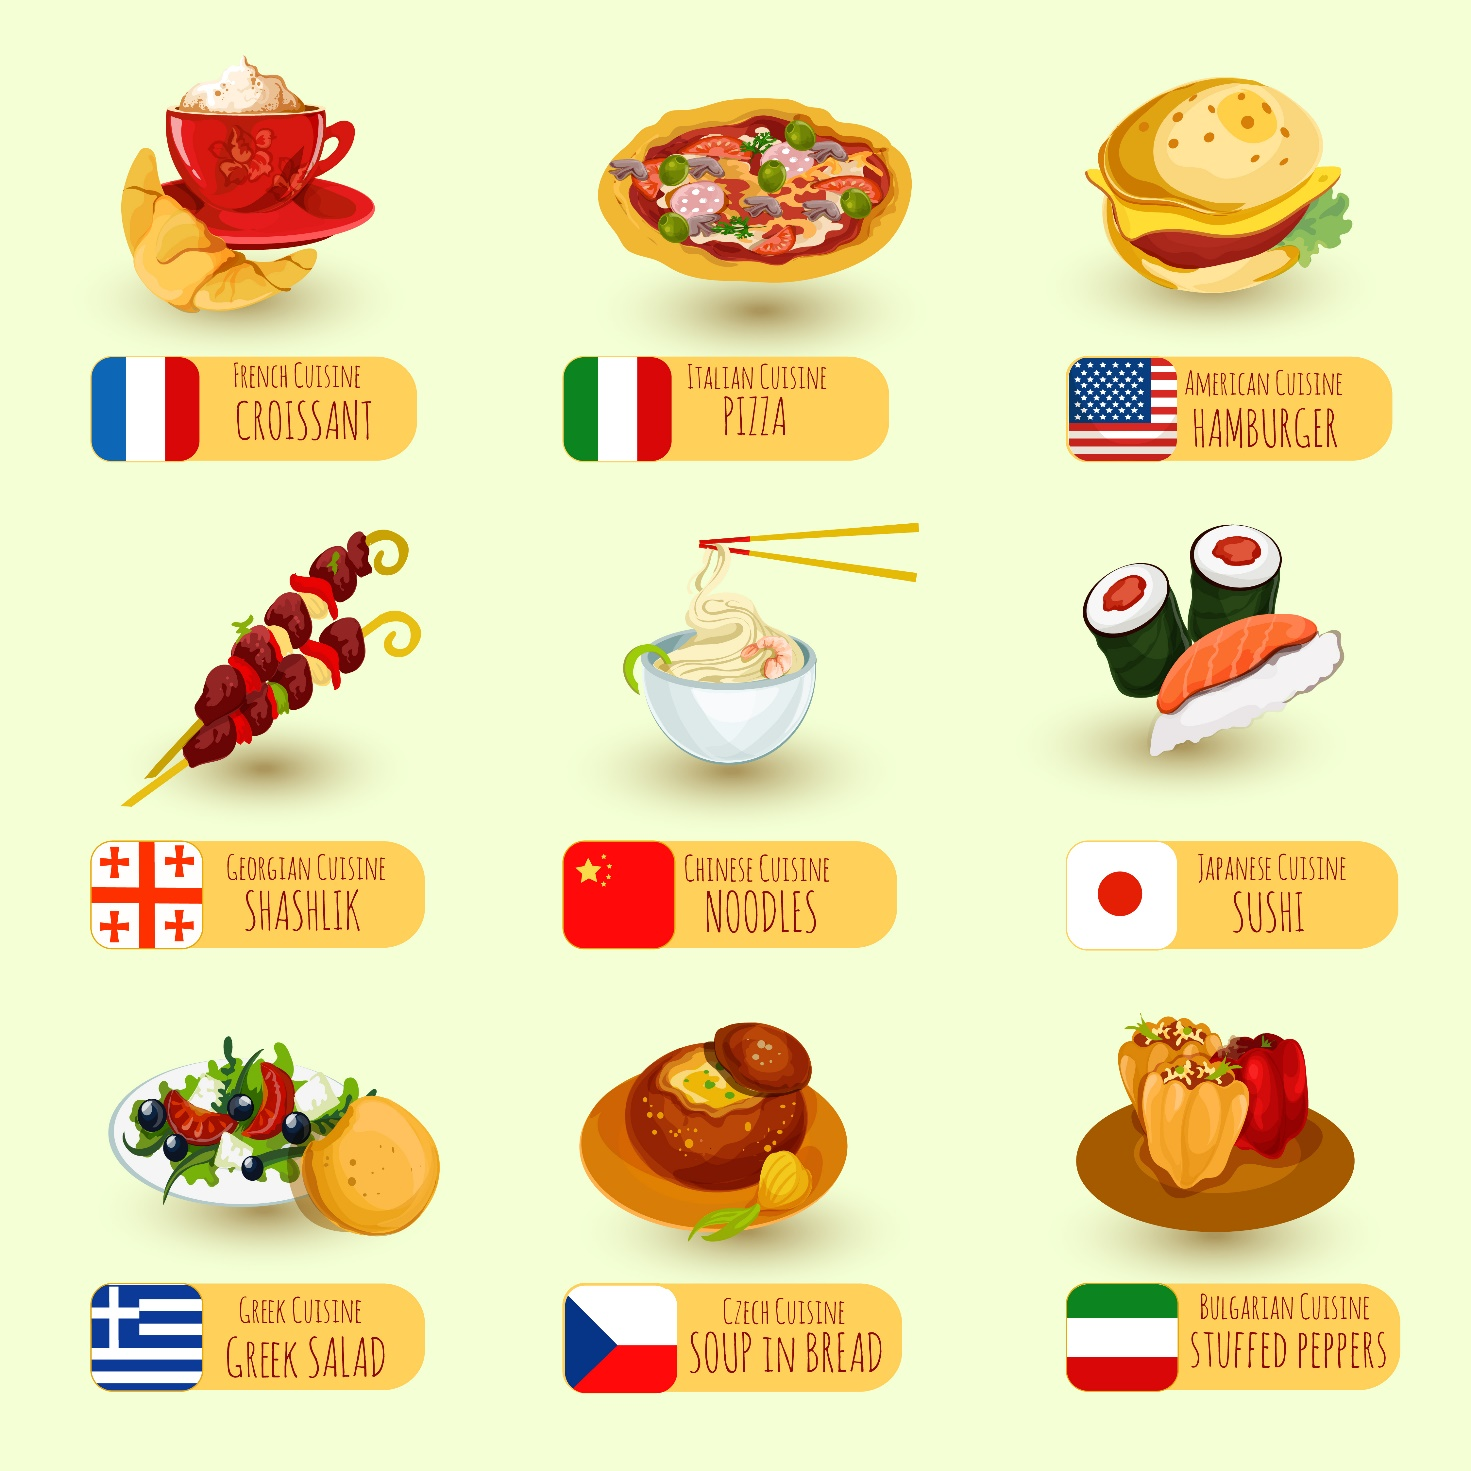 French Cuisine
CROISSANT
Italian Cuisine
PIZZA
American Cuisine
HAMBURGER
Georgian Cuisine
SHASHLIK
Chinese Cuisine
NOODLES
Japanese Cuisine
SUSHI
Greek Cuisine
GREEK SALAD
Czech Cuisine
SOUP IN BREAD
Bulgarian Cuisine
STUFFED PEPPERS